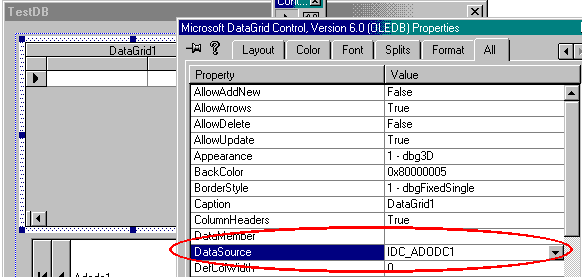 TestDB
Cont...
Microsoft DataGrid Control, Version 6.0 (OLEDB) Properties
DataGrid1
Layout Color Font Splits Format All
Property Value
AllowAddNew False
AllowArrows True
AllowDelete False
AllowUpdate True
Appearance 1 - dbg3D
BackColor 0x80000005
BorderStyle 1 - dbgFixedSingle
Caption DataGrid1
ColumnHeaders True
DataMember
DataSource IDC_ADODC1
DefColWidth 0